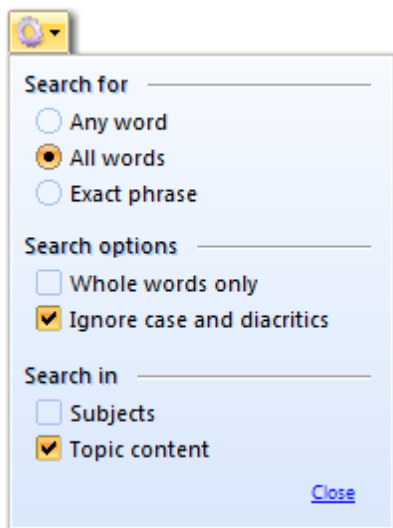 Search for
Any word
All words
Exact phrase
Search options
Whole words only
Ignore case and diacritics
Search in
Subjects
Topic content
Close